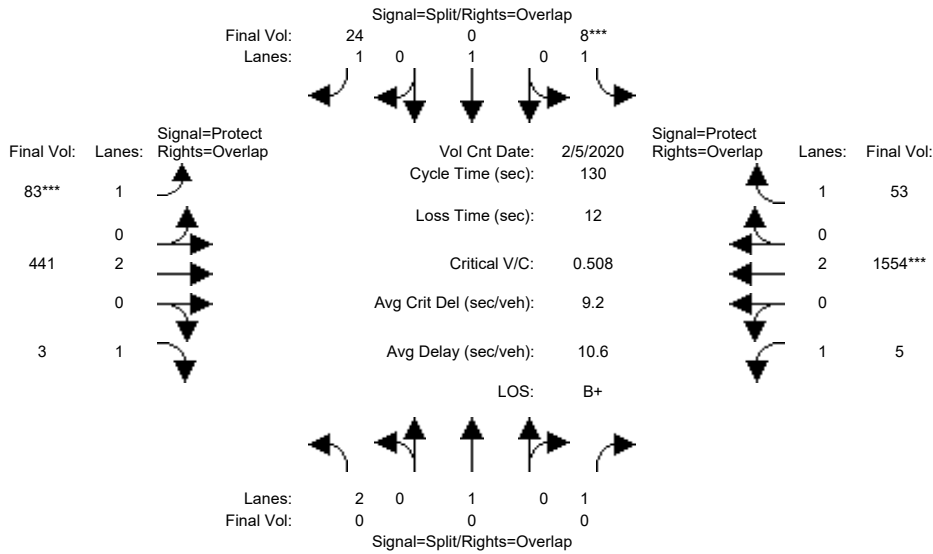 Signal=Split/Rights=Overlap
Final Vol: 24 0 8***
Lanes: 1 0 1 0 1
Signal=Protect Signal=Protect
Final Vol: Lanes: Rights=Overlap Vol Cnt Date: 2/5/2020 Rights=Overlap Lanes: Final Vol:
Cycle Time (sec): 130
83*** 1 1 53
Loss Time (sec): 12
0 0
441 2 Critical V/C: 0.508 2 1554***
0 Avg Crit Del (sec/veh): 9.2 0
3 1 Avg Delay (sec/veh): 10.6 1 5
LOS: B+
Lanes: 2 0 1 0 1
Final Vol: 0 0 0
Signal=Split/Rights=Overlap